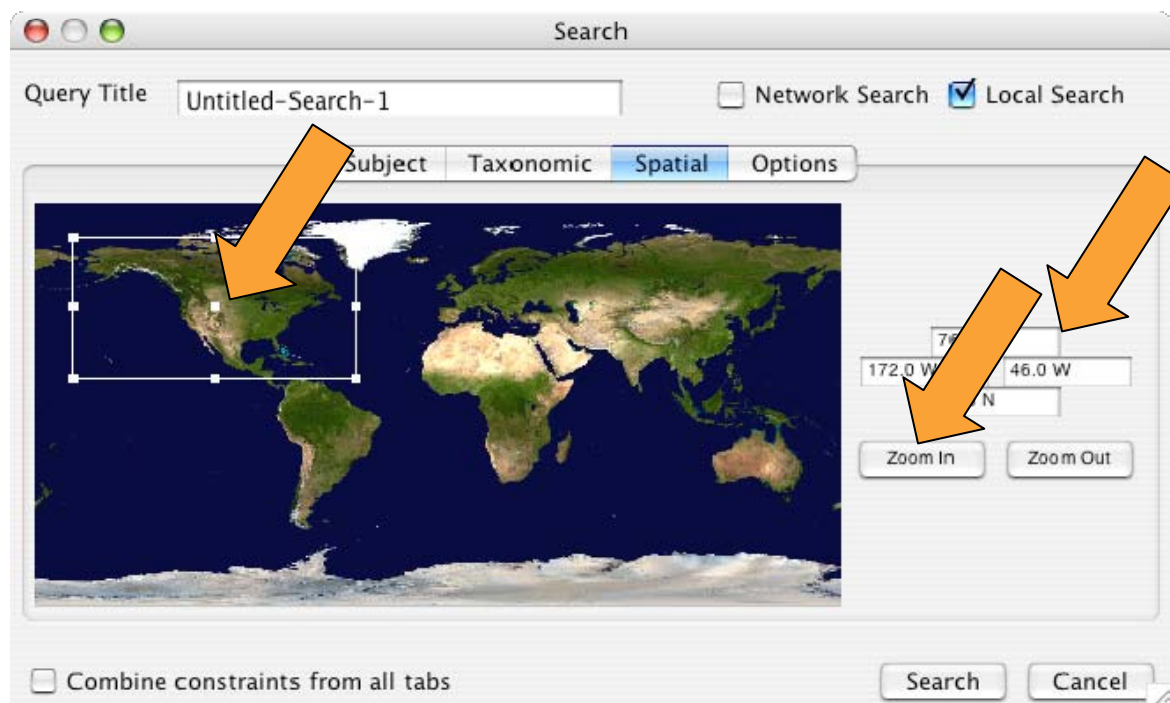 Search
Query Title Untitled-Search-1 Network Search Local Search
Subject Taxonomic Spatial Options
172.0 W 46.0 W
N
Zoom In Zoom Out
Combine constraints from all tabs
Search Cancel